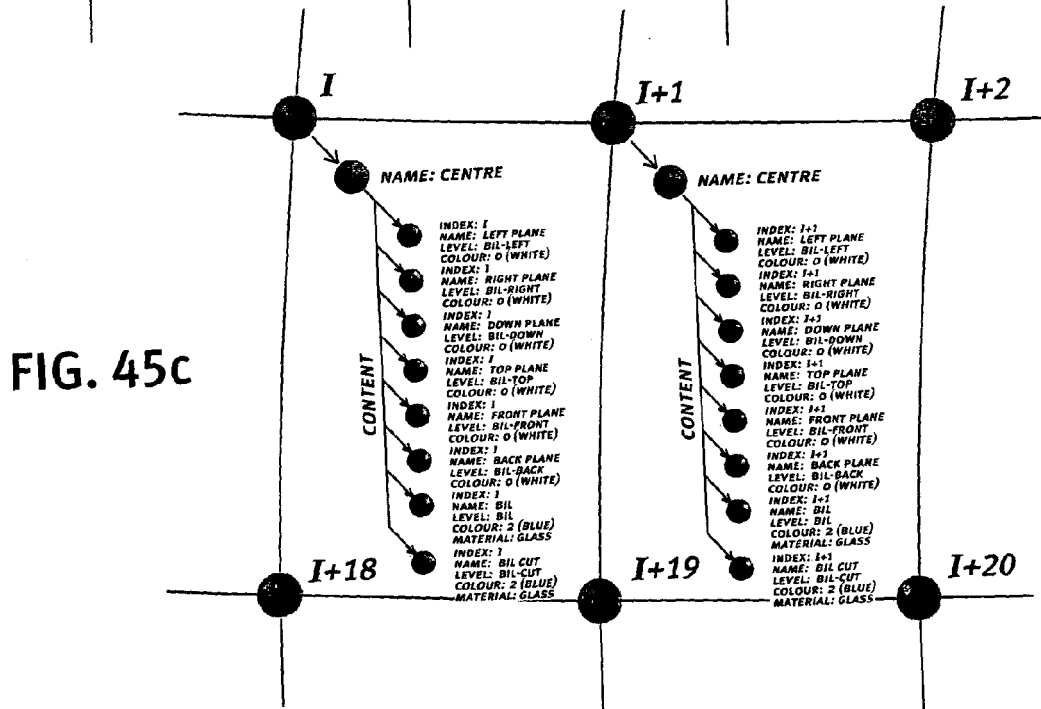 I
I+1
I+2
NAME: CENTRE
NAME: CENTRE
INDEX: I
NAME: LEFT PLANE
LEVEL: BIL-LEFT
COLOUR: 0 (WHITE)
INDEX: I
NAME: RIGHT PLANE
LEVEL: BIL-RIGHT
COLOUR: 0 (WHITE)
INDEX: I
NAME: DOWN PLANE
LEVEL: BIL-DOWN
COLOUR: 0 (WHITE)
INDEX: I
NAME: TOP PLANE
LEVEL: BIL-TOP
COLOUR: 0 (WHITE)
INDEX: I
NAME: FRONT PLANE
LEVEL: BIL-FRONT
COLOUR: 0 (WHITE)
INDEX: I
NAME: BACK PLANE
LEVEL: BIL-BACK
COLOUR: 0 (WHITE)
INDEX: I
NAME: BIL
LEVEL: BIL
COLOUR: 2 (BLUE)
MATERIAL: GLASS
INDEX: I
NAME: BIL CUT
LEVEL: BIL-CUT
COLOUR: 2 (BLUE)
MATERIAL: GLASS
CONTENT
INDEX: I+1
NAME: LEFT PLANE
LEVEL: BIL-LEFT
COLOUR: 0 (WHITE)
INDEX: I+1
NAME: RIGHT PLANE
LEVEL: BIL-RIGHT
COLOUR: 0 (WHITE)
INDEX: I+1
NAME: DOWN PLANE
LEVEL: BIL-DOWN
COLOUR: 0 (WHITE)
INDEX: I+1
NAME: TOP PLANE
LEVEL: BIL-TOP
COLOUR: 0 (WHITE)
INDEX: I+1
NAME: FRONT PLANE
LEVEL: BIL-FRONT
COLOUR: 0 (WHITE)
INDEX: I+1
NAME: BACK PLANE
LEVEL: BIL-BACK
COLOUR: 0 (WHITE)
INDEX: I+1
NAME: BIL
LEVEL: BIL
COLOUR: 2 (BLUE)
MATERIAL: GLASS
INDEX: I+1
NAME: BIL CUT
LEVEL: BIL-CUT
COLOUR: 2 (BLUE)
MATERIAL: GLASS
CONTENT
FIG. 45c
I+18
I+19
I+20